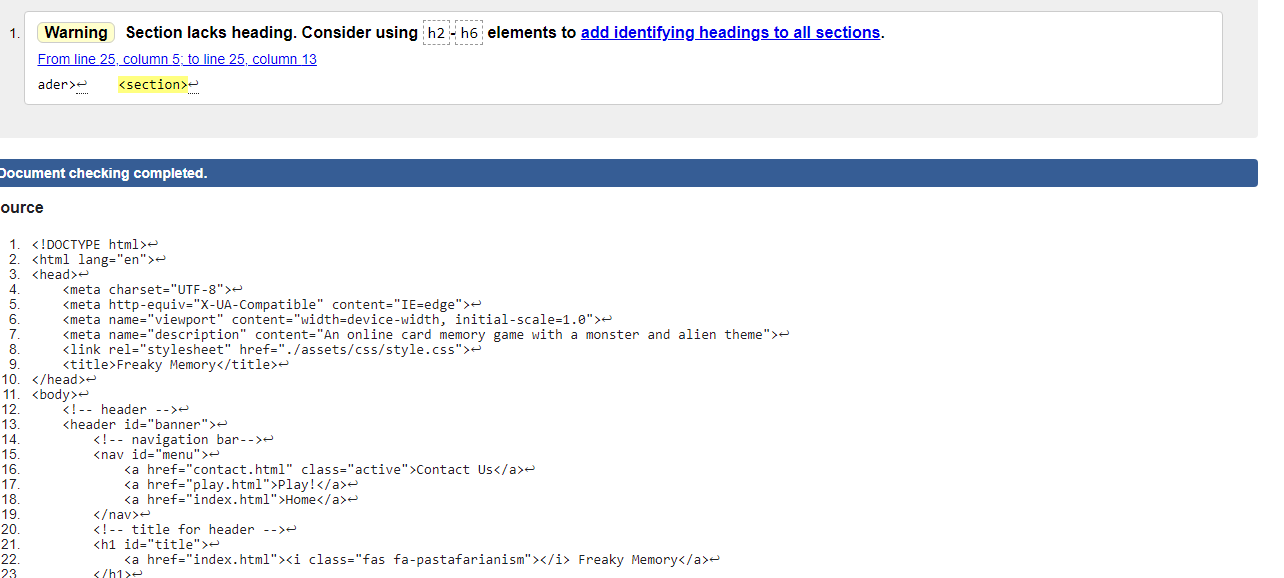 1. Warning Section lacks heading. Consider using h2-h6 elements to add identifying headings to all sections.
From line 25, column 5; to line 25, column 13
ader>↩ <section>↩
Document checking completed.
ource
1. <!DOCTYPE html>↩
2. <html lang="en">↩
3. <head>↩
4. <meta charset="UTF-8">↩
5. <meta http-equiv="X-UA-Compatible" content="IE=edge">↩
6. <meta name="viewport" content="width=device-width, initial-scale=1.0">↩
7. <meta name="description" content="An online card memory game with a monster and alien theme">↩
8. <link rel="stylesheet" href="./assets/css/style.css">↩
9. <title>Freaky Memory</title>↩
10. </head>↩
11. <body>↩
12. <!-- header -->↩
13. <header id="banner">↩
14. <!-- navigation bar-->↩
15. <nav id="menu">↩
16. <a href="contact.html" class="active">Contact Us</a>↩
17. <a href="play.html">Play!</a>↩
18. <a href="index.html">Home</a>↩
19. </nav>↩
20. <!-- title for header -->↩
21. <h1 id="title">↩
22. <a href="index.html"><i class="fas fa-pastafarianism"></i> Freaky Memory</a>↩
23. </h1>↩